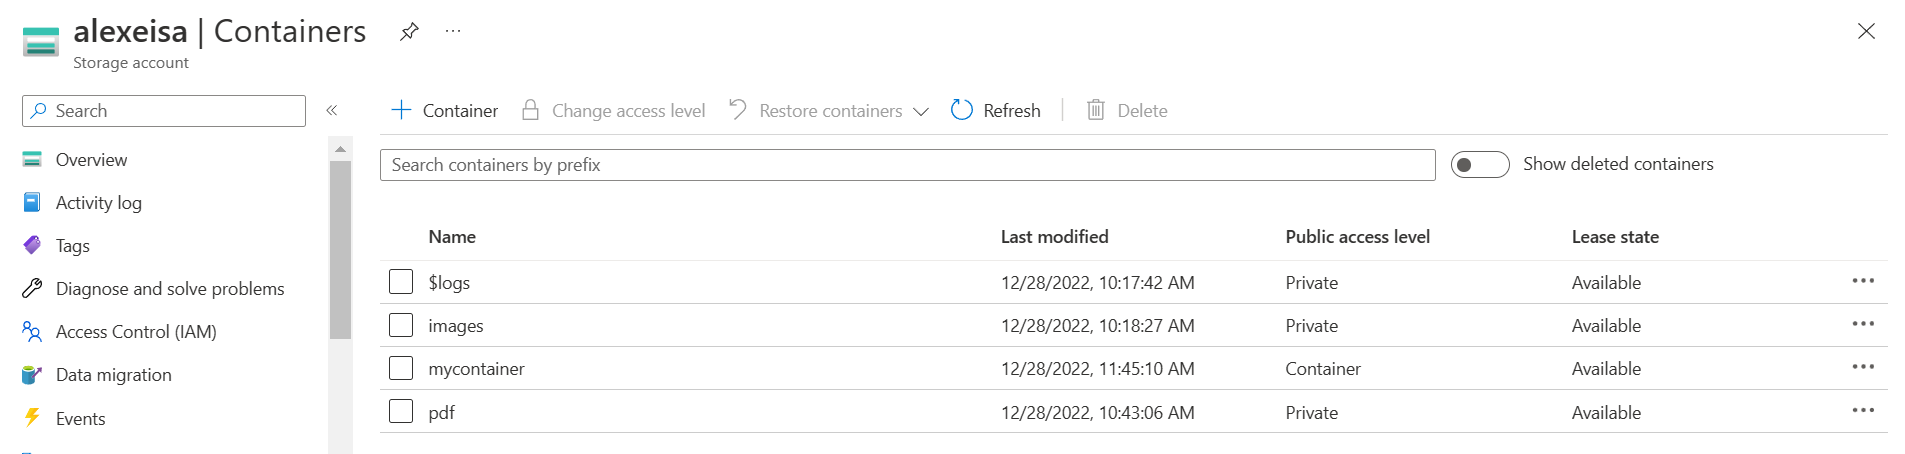 alexeisa | Containers
Storage account
Search
Overview
Activity log
Tags
Diagnose and solve problems
Access Control (IAM)
Data migration
Events
Container Change access level Restore containers Refresh Delete
Search containers by prefix Show deleted containers
Name Last modified Public access level Lease state
$logs 12/28/2022, 10:17:42 AM Private Available
images 12/28/2022, 10:18:27 AM Private Available
mycontainer 12/28/2022, 11:45:10 AM Container Available
pdf 12/28/2022, 10:43:06 AM Private Available